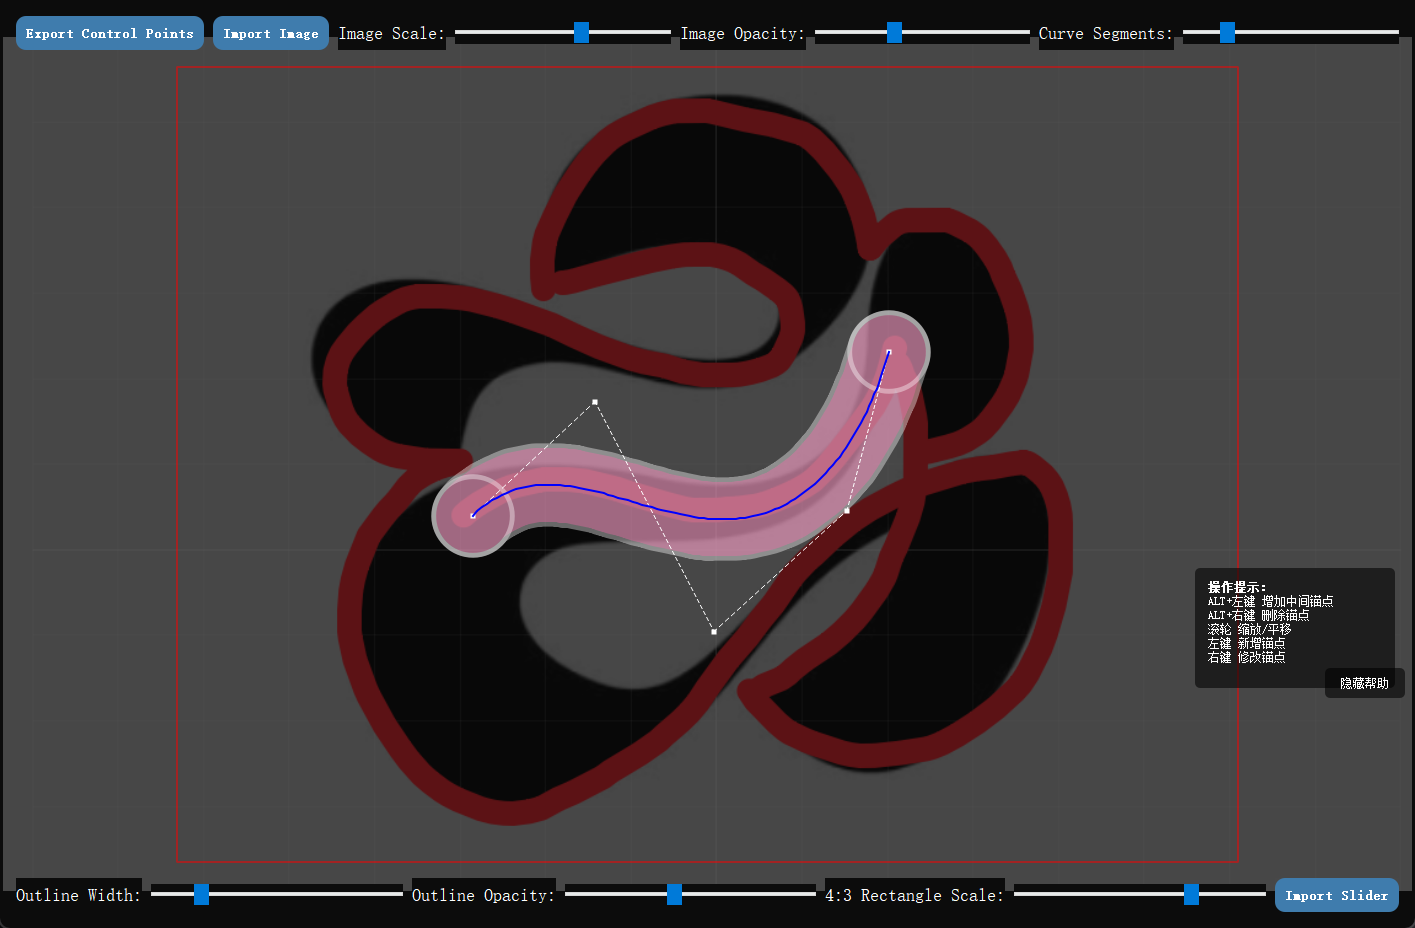 Export Control Points
Import Image
Image Scale:
Image Opacity:
Curve Segments:
操作提示:
ALT+左键 增加中间锚点
ALT+右键 删除锚点
滚轮 缩放/平移
左键 新增锚点
右键 修改锚点
隐藏帮助
Outline Width:
Outline Opacity:
4:3 Rectangle Scale:
Import Slider